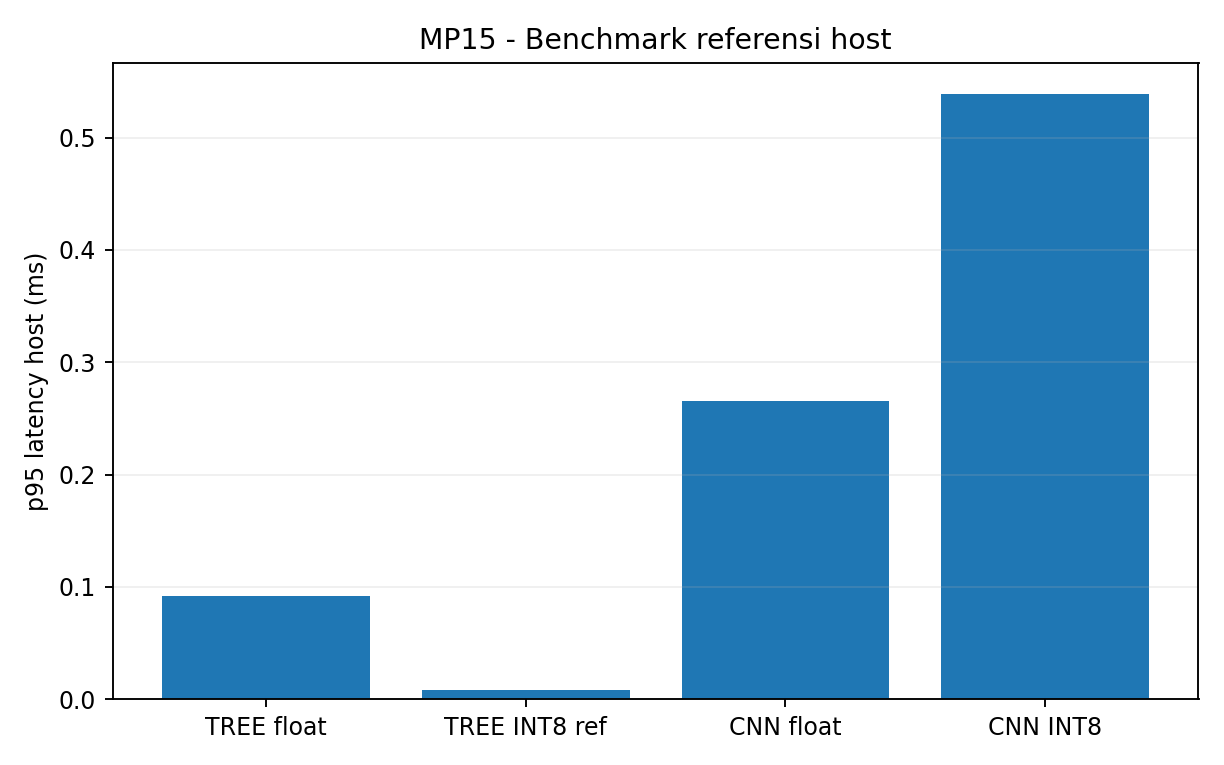 MP15 - Benchmark referensi host
p95 latency host (ms)
0.5
0.4
0.3
0.2
0.1
0.0
TREE float
TREE INT8 ref
CNN float
CNN INT8